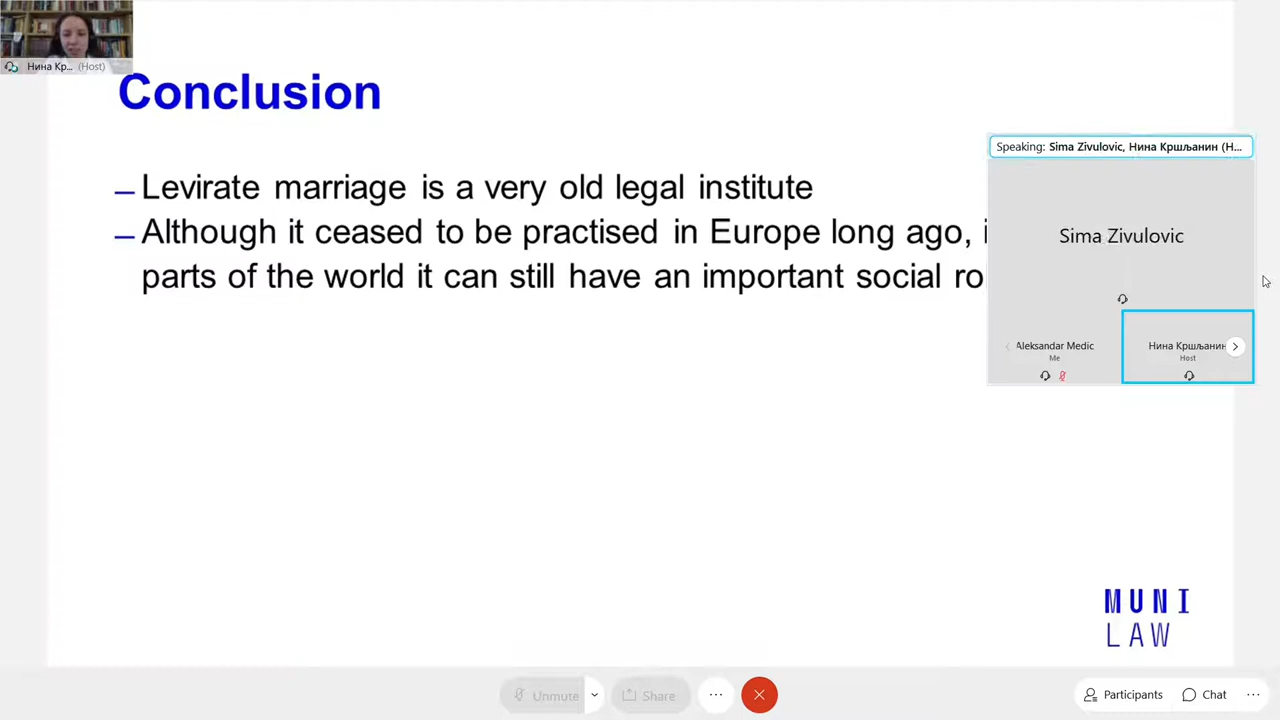 Нина Кр... (Host)
Conclusion
– Levirate marriage is a very old legal institute
– Although it ceased to be practised in Europe long ago,
parts of the world it can still have an important social
Speaking: Sima Zivulovic, Нина Кршљанин (Н...
Sima Zivulovic
Aleksandar Medic
Me
Нина Кршљанин
Host
MUNI
LAW
Unmute
Share
Participants
Chat